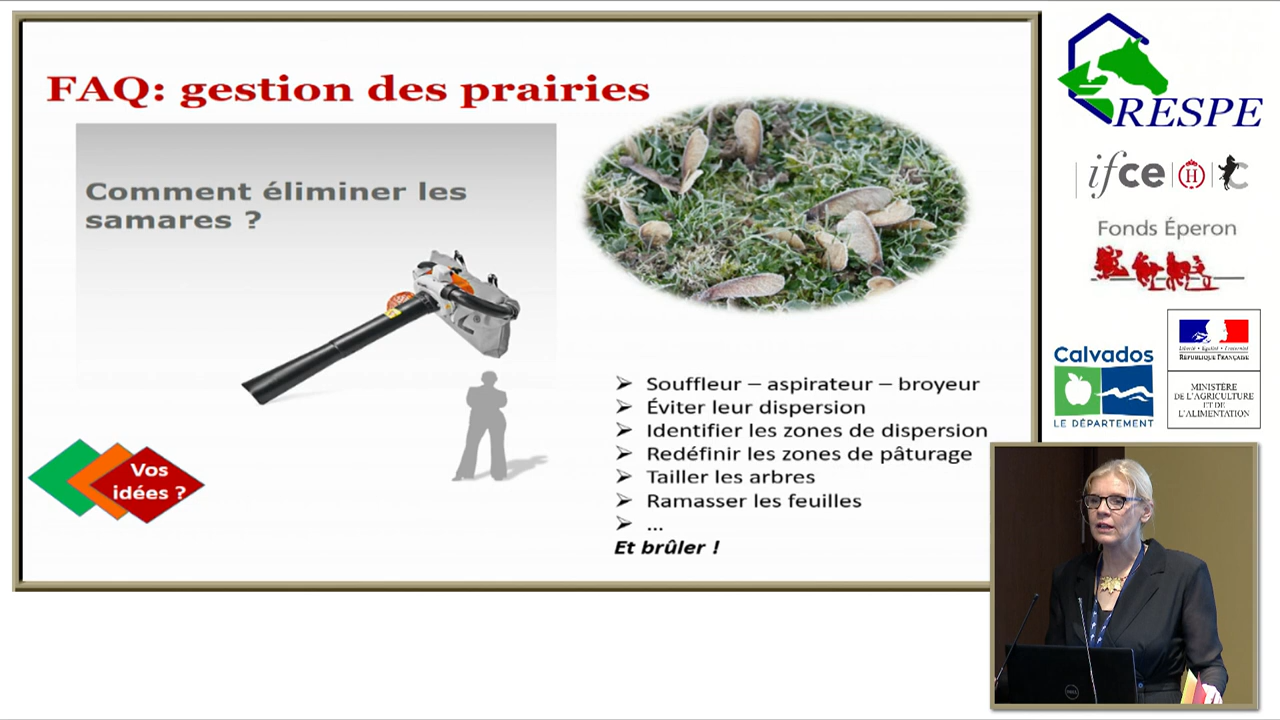 FAQ: gestion des prairies
Comment éliminer les
samares ?
Vos
idées ?
➢ Souffleur – aspirateur – broyeur
➢ Éviter leur dispersion
➢ Identifier les zones de dispersion
➢ Redéfinir les zones de pâturage
➢ Tailler les arbres
➢ Ramasser les feuilles
➢ ...
Et brûler !
RESPE
ifce
Fonds Éperon
Calvados
LE DÉPARTEMENT
Liberté • Égalité • Fraternité
RÉPUBLIQUE FRANÇAISE
MINISTÈRE
DE L'AGRICULTURE
ET DE
L'ALIMENTATION
DELL